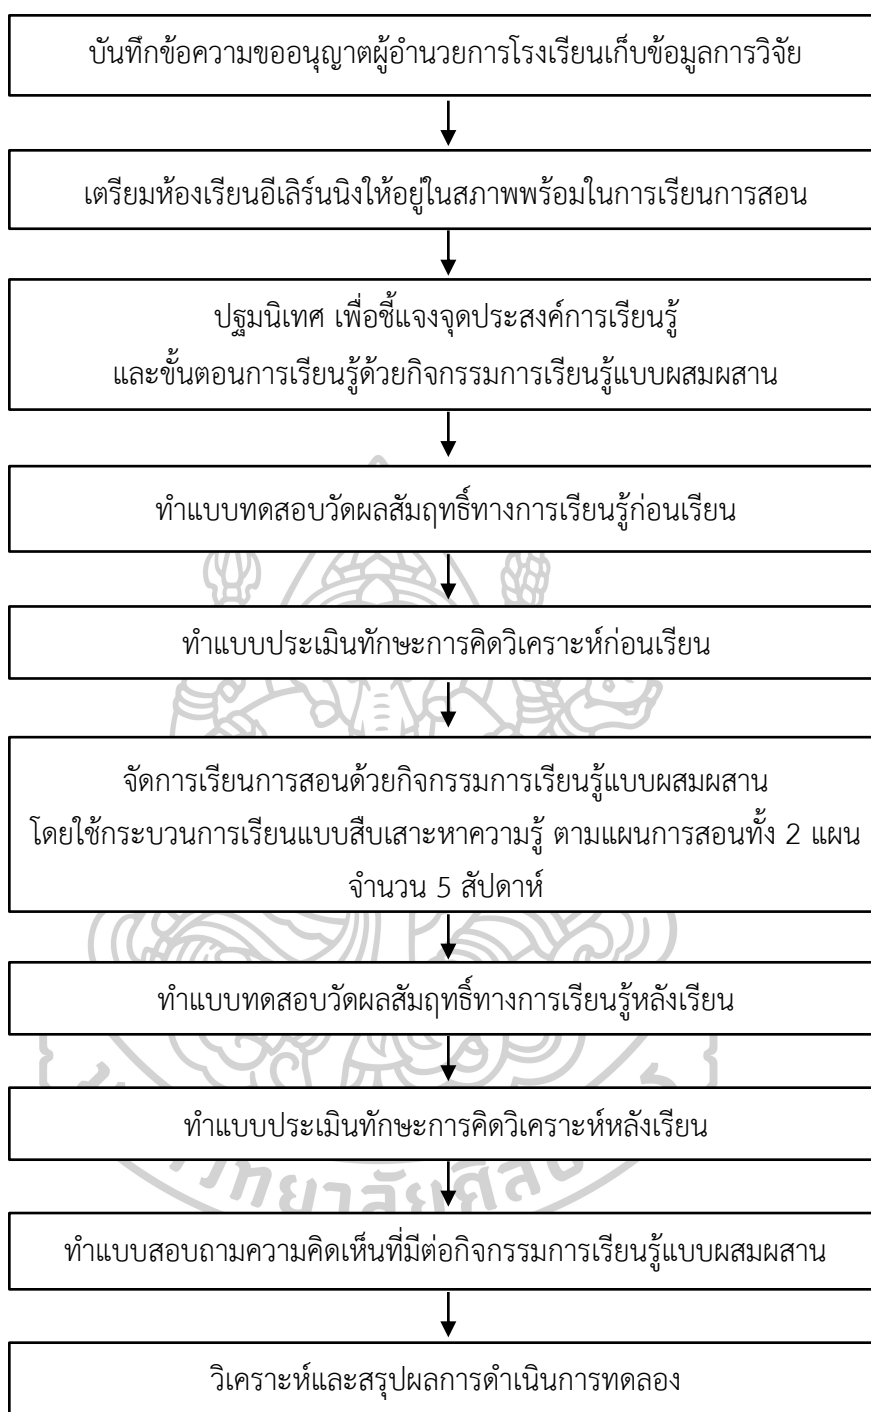 บันทึกข้อความขออนุญาตผู้อำนวยการโรงเรียนเก็บข้อมูลการวิจัย
เตรียมห้องเรียนอีเลิร์นนิงให้อยู่ในสภาพพร้อมในการเรียนการสอน
ปฐมนิเทศ เพื่อชี้แจงจุดประสงค์การเรียนรู้
และขั้นตอนการเรียนรู้ด้วยกิจกรรมการเรียนรู้แบบผสมผสาน
ทำแบบทดสอบวัดผลสัมฤทธิ์ทางการเรียนรู้ก่อนเรียน
ทำแบบประเมินทักษะการคิดวิเคราะห์ก่อนเรียน
จัดการเรียนการสอนด้วยกิจกรรมการเรียนรู้แบบผสมผสาน
โดยใช้กระบวนการเรียนแบบสืบเสาะหาความรู้ ตามแผนการสอนทั้ง 2 แผน
จำนวน 5 สัปดาห์
ทำแบบทดสอบวัดผลสัมฤทธิ์ทางการเรียนรู้หลังเรียน
ทำแบบประเมินทักษะการคิดวิเคราะห์หลังเรียน
ทำแบบสอบถามความคิดเห็นที่มีต่อกิจกรรมการเรียนรู้แบบผสมผสาน
วิเคราะห์และสรุปผลการดำเนินการทดลอง